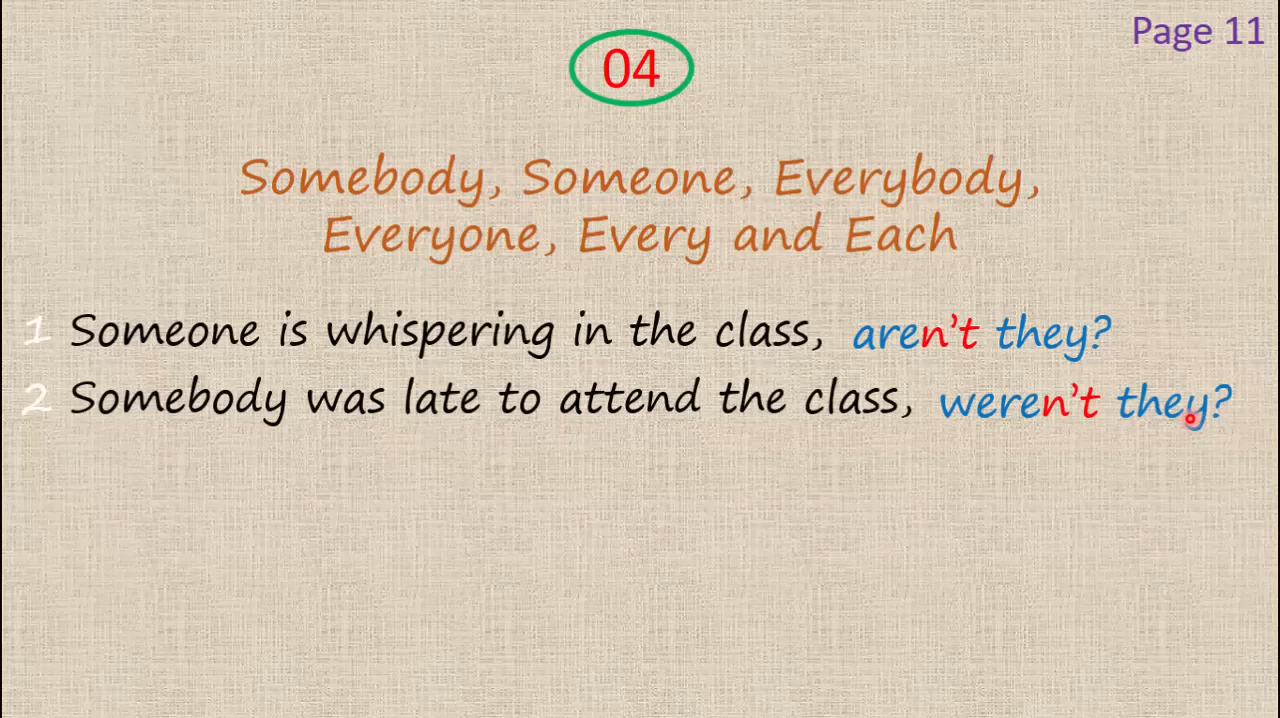 Page 11
04
Somebody, Someone, Everybody,
Everyone, Every and Each
1 Someone is whispering in the class, aren't they?
2 Somebody was late to attend the class, weren't they?